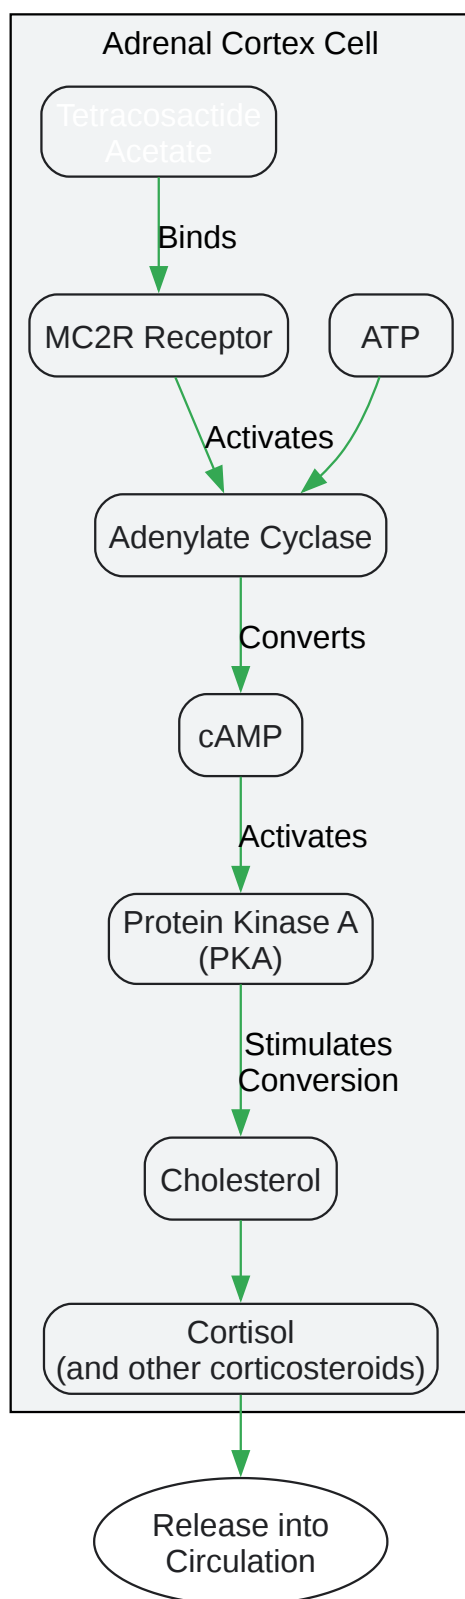 Adrenal Cortex Cell
Tetracosactide
Acetate
Binds
MC2R Receptor
ATP
Activates
Adenylate Cyclase
Converts
cAMP
Activates
Protein Kinase A
(PKA)
Stimulates
Conversion
Cholesterol
Cortisol
(and other corticosteroids)
Release into
Circulation